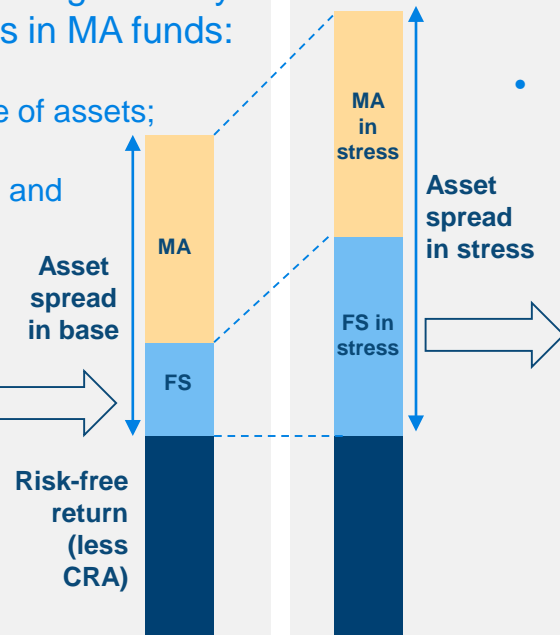 s in MA funds:
e of assets;
and
•
MA
in
stress
Asset
spread
in stress
MA
Asset
spread
in base
FS in
stress
FS
Risk-free
return
(less
CRA)